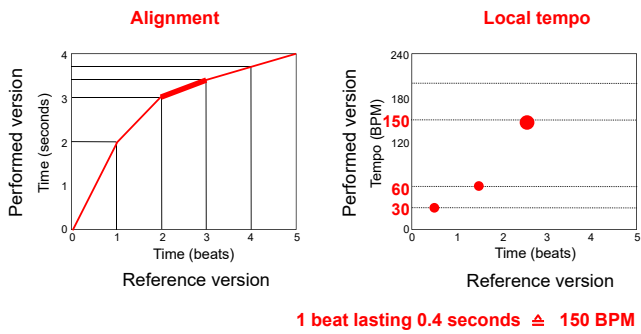 Alignment
Performed version
Time (seconds)
4
3
2
1
0
0 1 2 3 4 5
Time (beats)
Reference version
Local tempo
Performed version
Tempo (BPM)
240
180
150
120
60
30
0
0 1 2 3 4 5
Time (beats)
Reference version
1 beat lasting 0.4 seconds ≙ 150 BPM